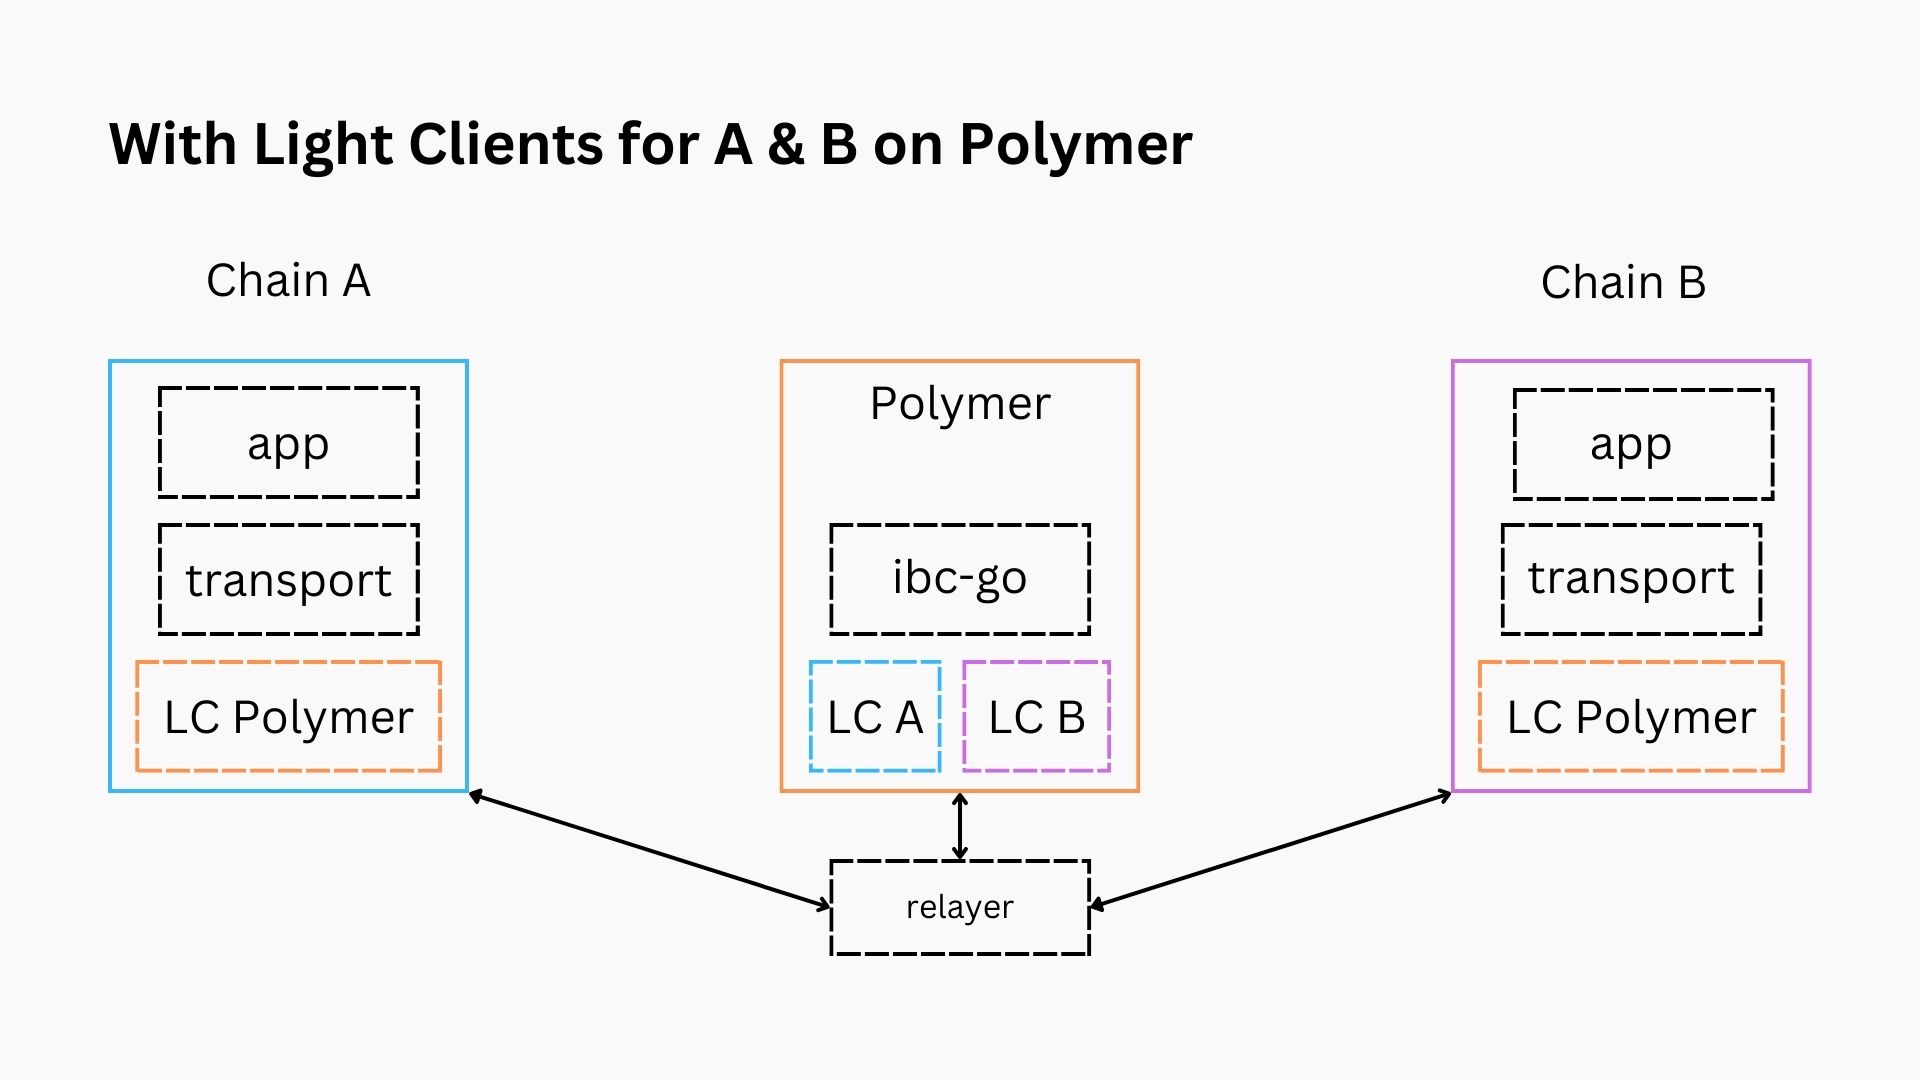 With Light Clients for A & B on Polymer
Chain A
Chain B
app
transport
LC Polymer
Polymer
ibc-go
LC A
LC B
app
transport
LC Polymer
relayer